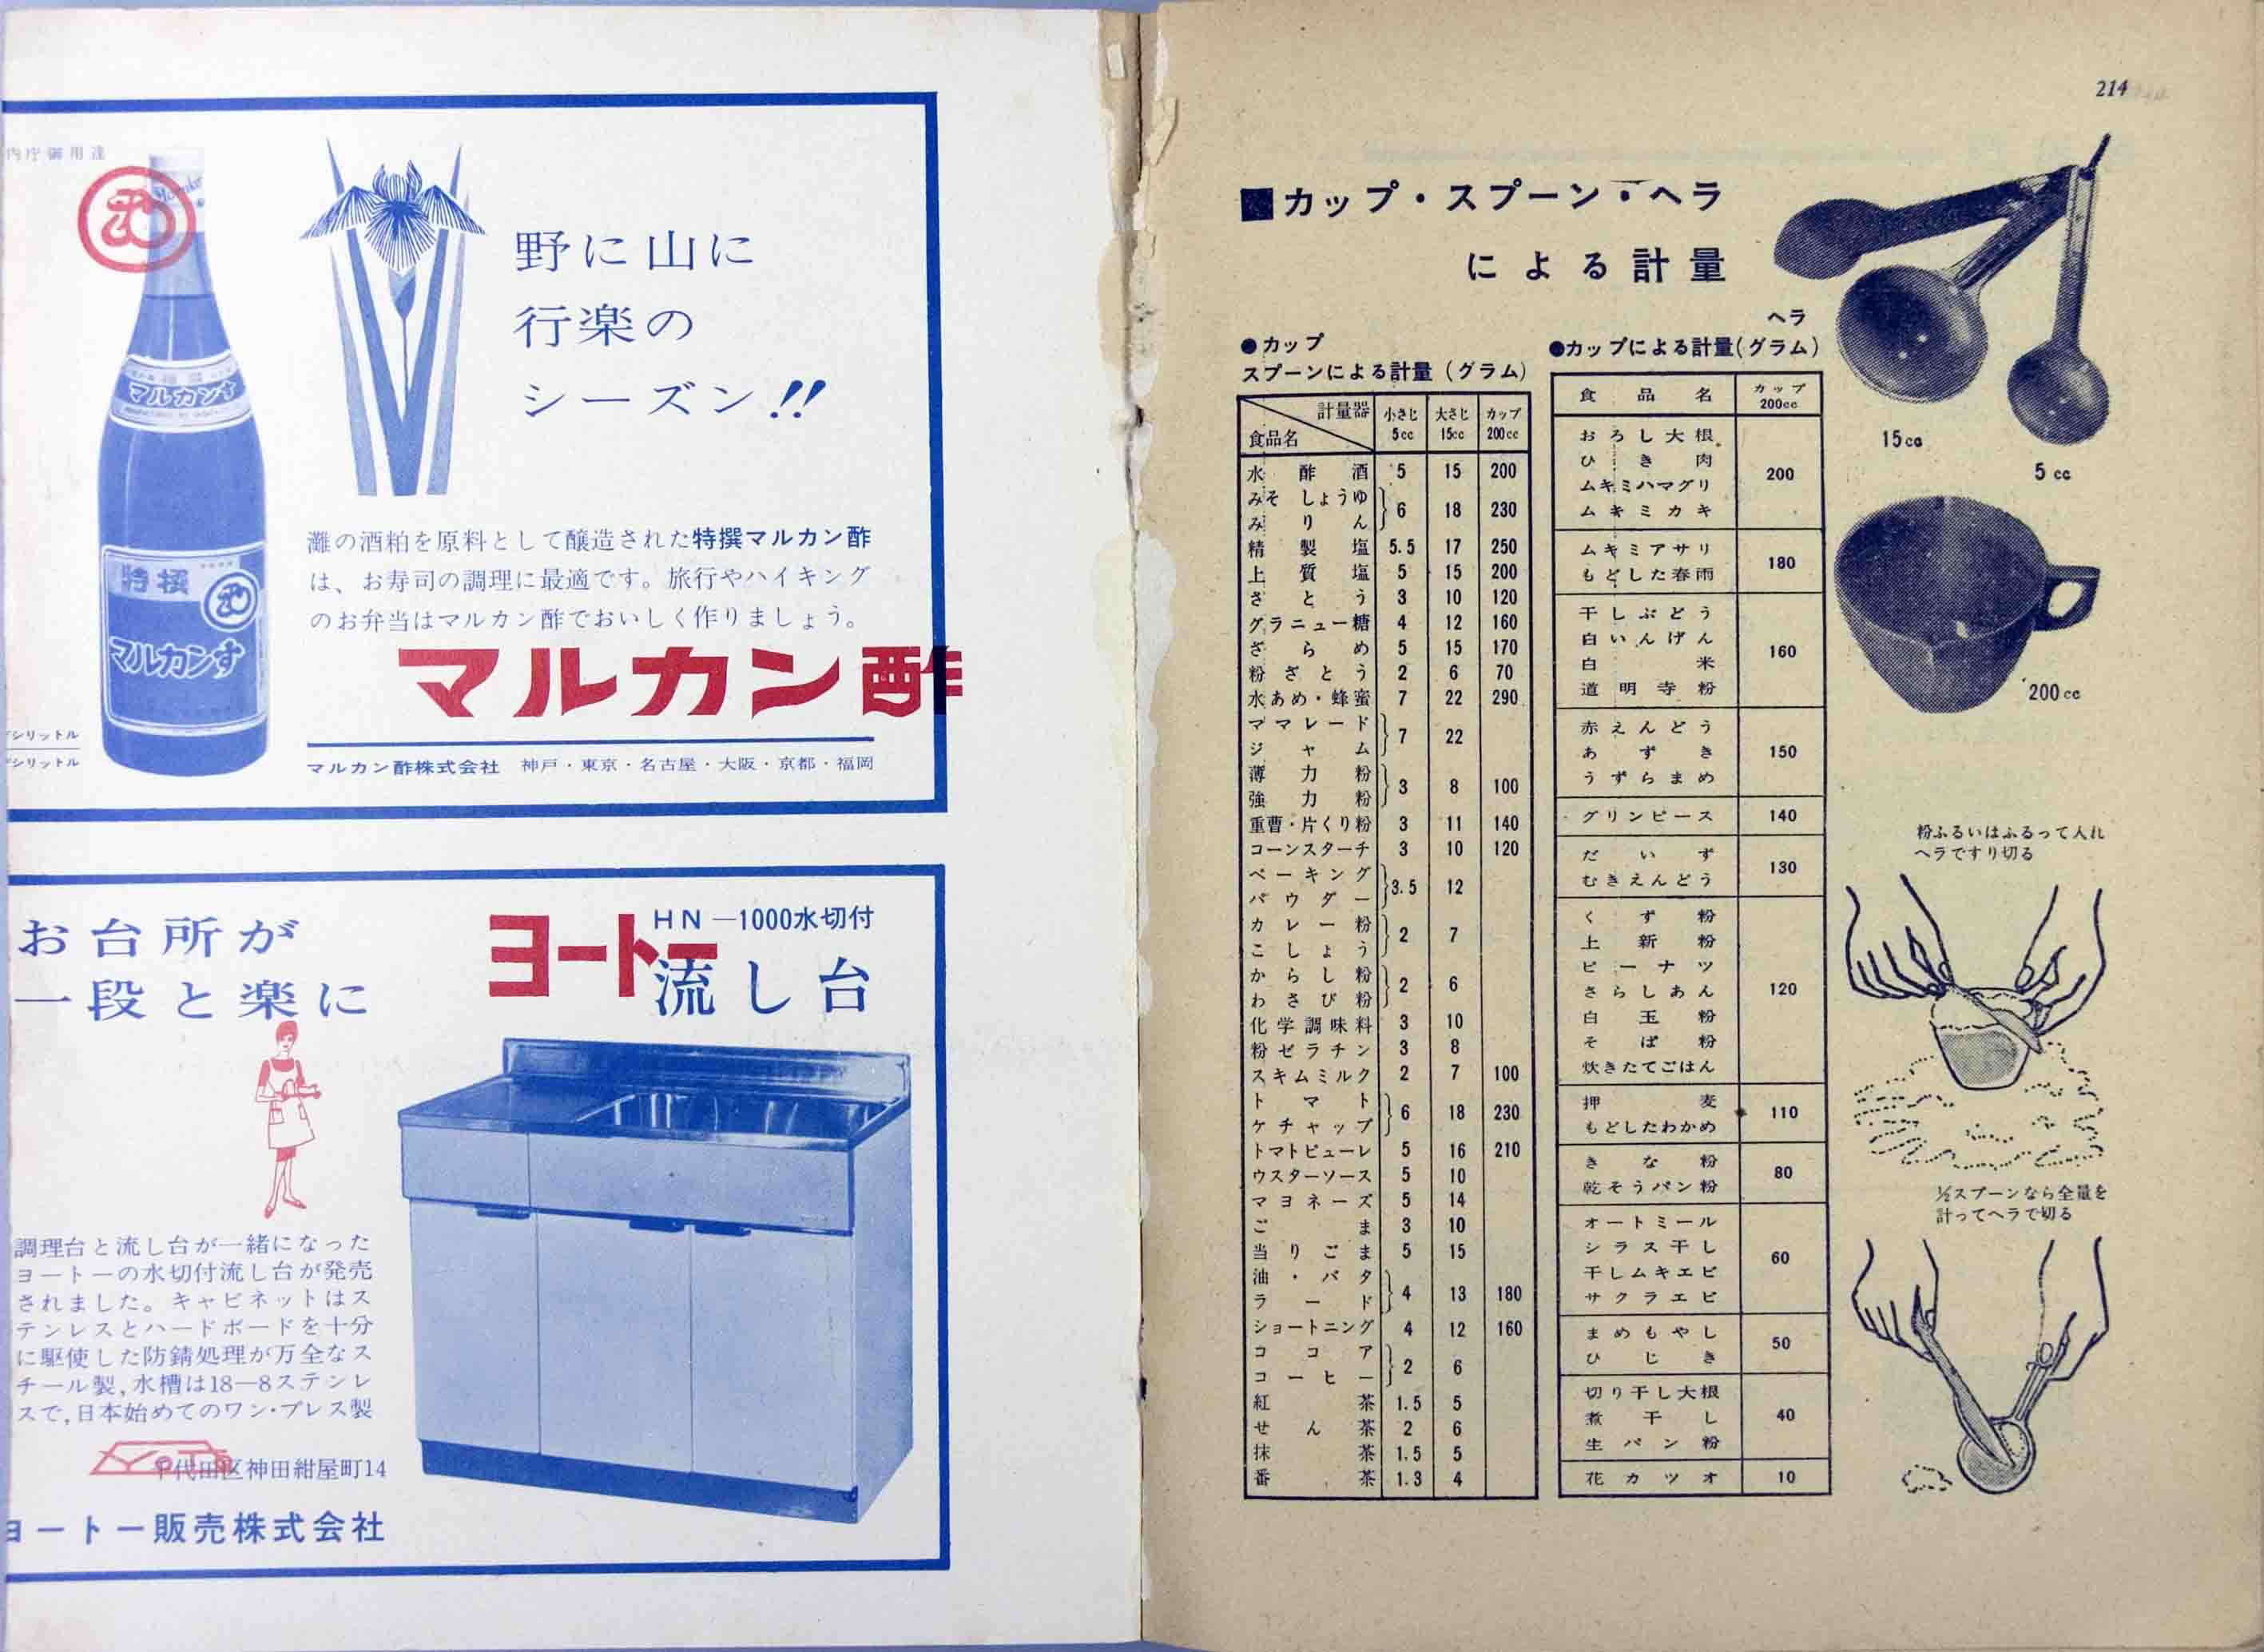 内庁御用達
野に山に
行楽の
シーズン!!
マルカンす
特撰
マルカンす
灘の酒粕を原料として醸造された特撰マルカン酢
は、お寿司の調理に最適です。旅行やハイキング
のお弁当はマルカン酢でおいしく作りましょう。
マルカン酢
マルカン酢株式会社 神戸・東京・名古屋・大阪・京都・福岡
シリットル
シリットル
お台所が
一段と楽に
ヨートー
HN—1000水切付
流し台
調理台と流し台が一緒になった
ヨートーの水切付流し台が発売
されました。キャビネットはス
テンレスとハードボードを十分
に駆使した防錆処理が万全なス
チール製,水槽は18—8ステンレ
スで,日本始めてのワン・プレス製
千代田区神田紺屋町14
ヨートー販売株式会社
214
■カップ・スプーン・ヘラ
による計量
●カップ
スプーンによる計量(グラム)
計量器 食品名 小さじ5cc 大さじ15cc カップ200cc
水 酢 酒 5 15 200
みそ しょうゆ
みりん 6 18 230
精製塩 5.5 17 250
上質塩 5 15 200
さとう 3 10 120
グラニュー糖 4 12 160
ざらめ 5 15 170
粉ざとう 2 6 70
水あめ・蜂蜜 7 22 290
ママレード
ジャム 7 22
薄力粉
強力粉 3 8 100
重曹・片くり粉 3 11 140
コーンスターチ 3 10 120
ベーキング
パウダー 3.5 12
カレー粉
こしょう 2 7
からし粉
わさび粉 2 6
化学調味料 3 10
粉ゼラチン 3 8
スキムミルク 2 7 100
トマト
ケチャップ 6 18 230
トマトピューレ 5 16 210
ウスターソース 5 10
マヨネーズ 5 14
ごま 3 10
当りごま 5 15
油・バタ
ラード 4 13 180
ショートニング 4 12 160
ココア
コーヒー 2 6
紅茶 1.5 5
せん茶 2 6
抹茶 1.5 5
番茶 1.3 4
ヘラ
●カップによる計量(グラム)
食品名 カップ200cc
おろし大根
ひき肉
ムキミハマグリ
ムキミカキ
200
ムキミアサリ
もどした春雨
180
干しぶどう
白いんげん
白米
道明寺粉
160
赤えんどう
あずき
うずらまめ
150
グリンピース 140
だいず
むきえんどう
130
くず粉
上新粉
ピーナツ
さらしあん
白玉粉
そば粉
炊きたてごはん
120
押麦
もどしたわかめ
110
きな粉
乾そうパン粉
80
オートミール
シラス干し
干しムキエビ
サクラエビ
60
まめもやし
ひじき
50
切り干し大根
煮干し
生パン粉
40
花カツオ 10
15cc
5cc
200cc
粉ふるいはふるって入れ
ヘラですり切る
½スプーンなら全量を
計ってヘラで切る